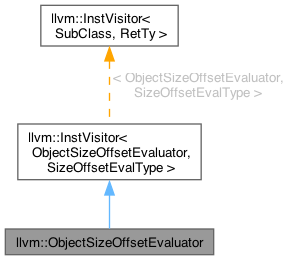 llvm::InstVisitor<
SubClass, RetTy >
< ObjectSizeOffsetEvaluator,
SizeOffsetEvalType >
llvm::InstVisitor<
ObjectSizeOffsetEvaluator,
SizeOffsetEvalType >
llvm::ObjectSizeOffsetEvaluator